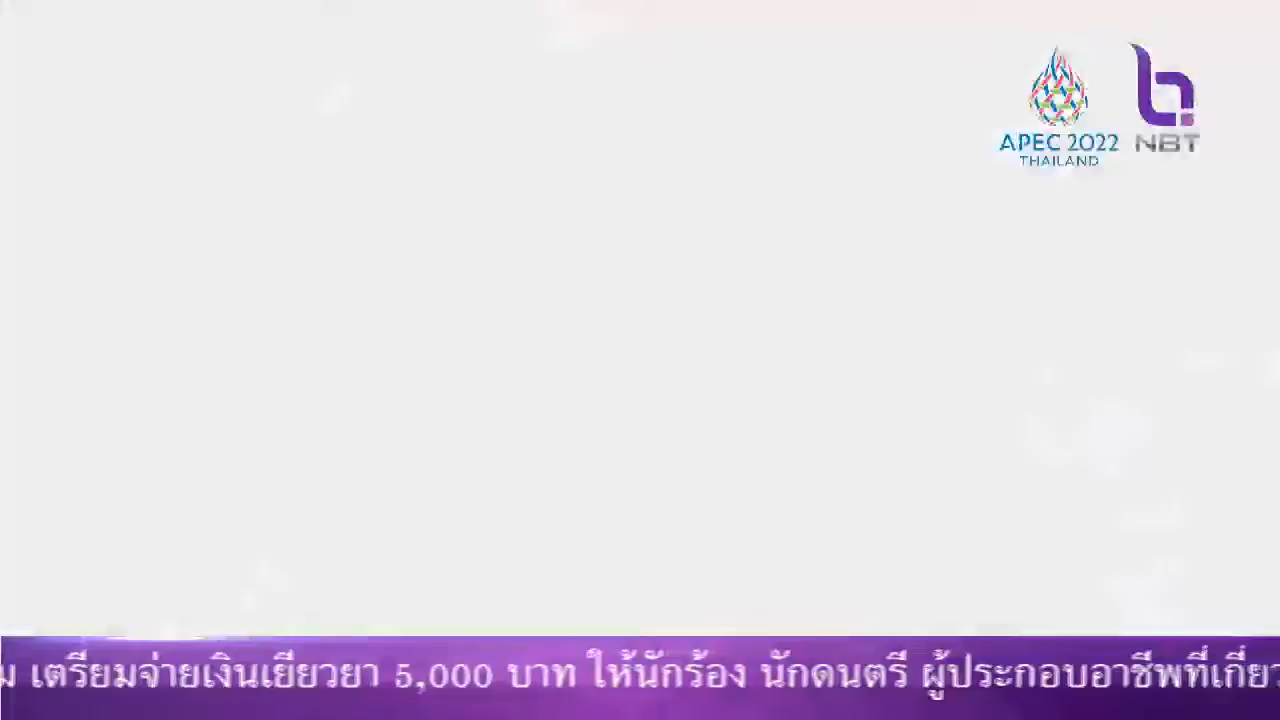 APEC 2022
THAILAND
NBT
เตรียมจ่ายเงินเยียวยา 5,000 บาท ให้นักร้อง นักดนตรี ผู้ประกอบอาชีพที่เกี่ยว